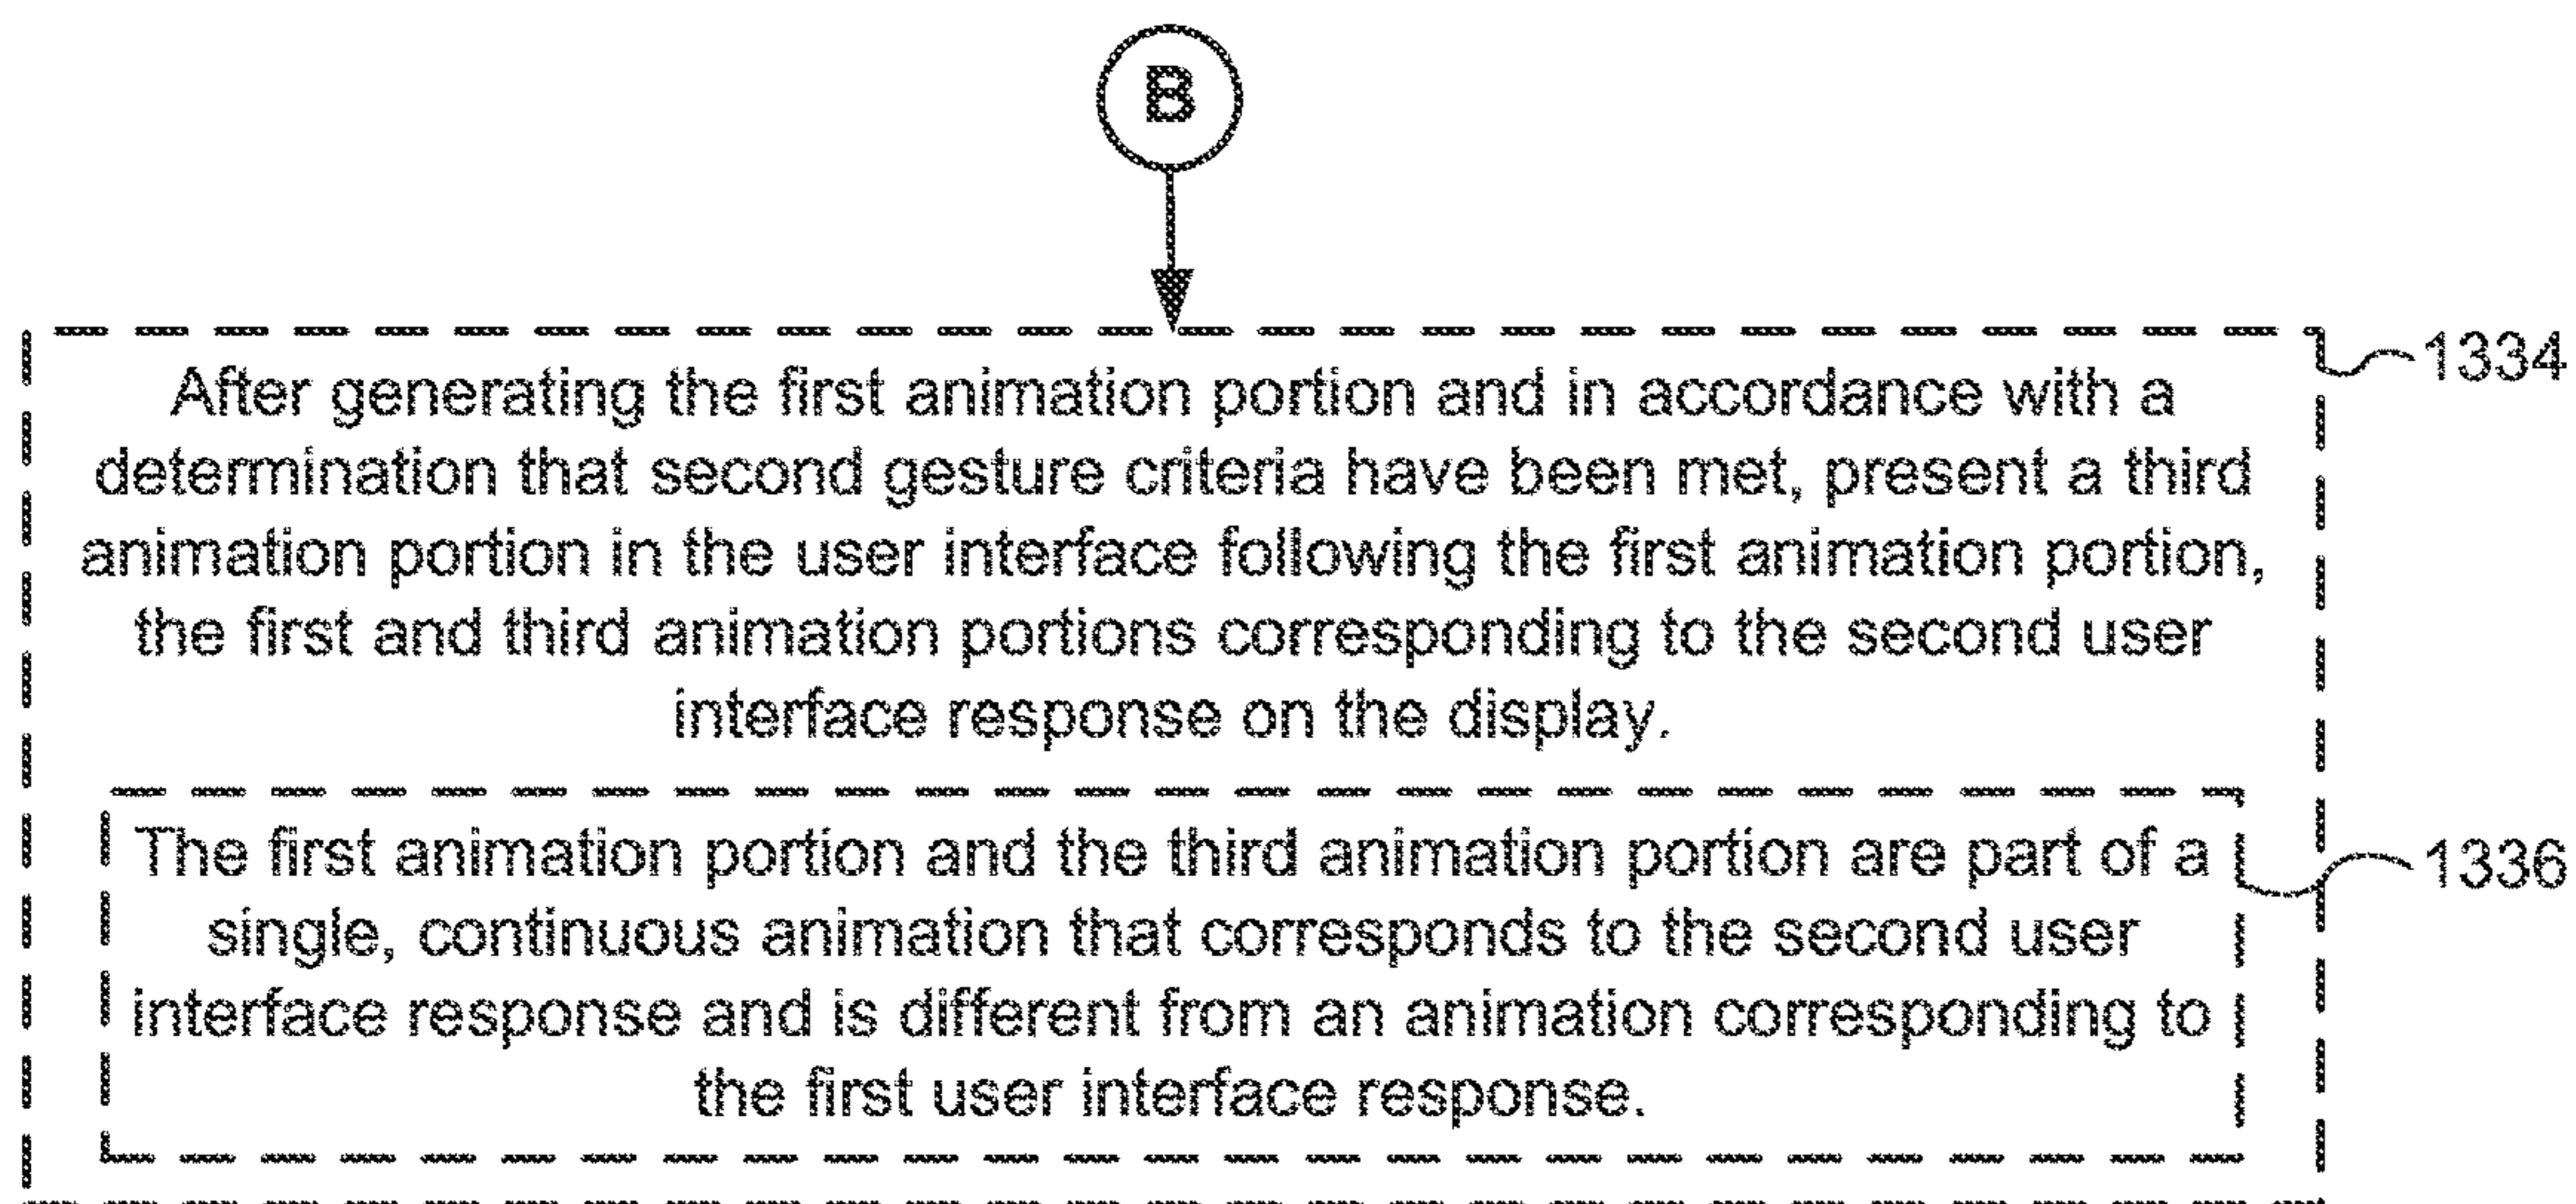 B
1334
After generating the first animation portion and in accordance with a
determination that second gesture criteria have been met, present a third
animation portion in the user interface following the first animation portion,
the first and third animation portions corresponding to the second user
interface response on the display.
1336
The first animation portion and the third animation portion are part of a
single, continuous animation that corresponds to the second user
interface response and is different from an animation corresponding to
the first user interface response.